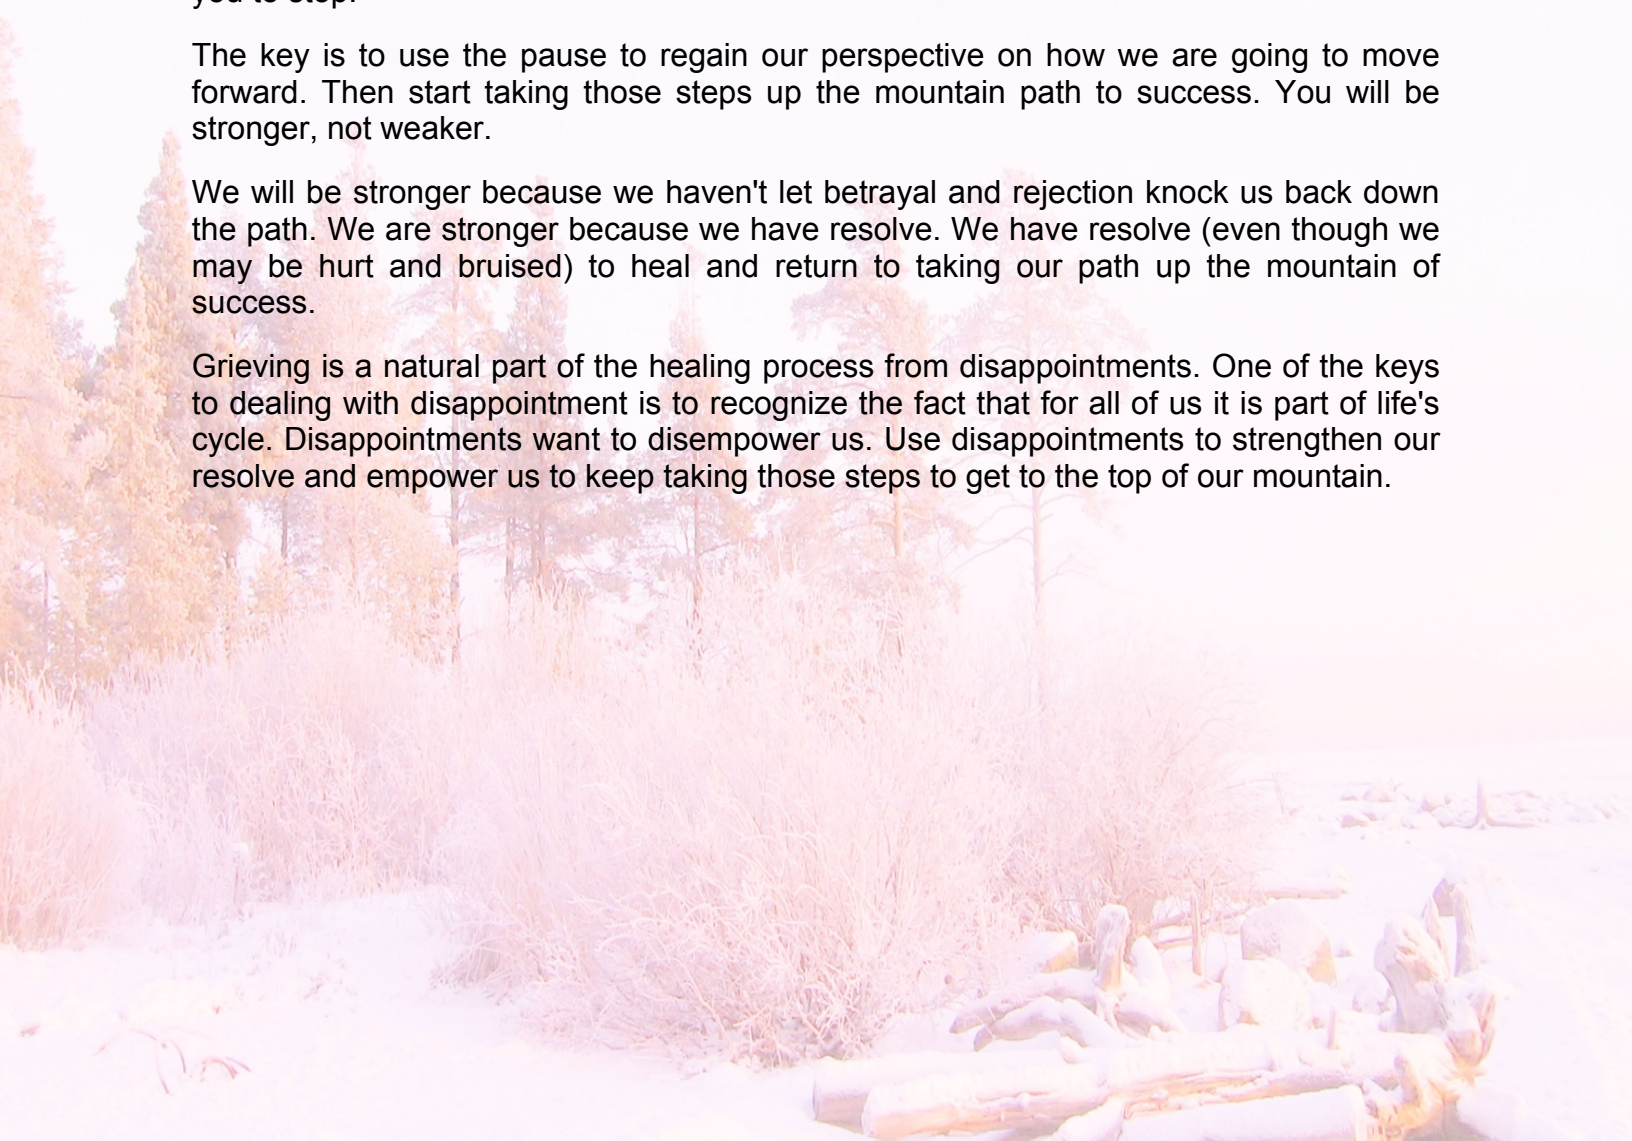 The key is to use the pause to regain our perspective on how we are going to move
forward. Then start taking those steps up the mountain path to success. You will be
stronger, not weaker.
We will be stronger because we haven't let betrayal and rejection knock us back down
the path. We are stronger because we have resolve. We have resolve (even though we
may be hurt and bruised) to heal and return to taking our path up the mountain of
success.
Grieving is a natural part of the healing process from disappointments. One of the keys
to dealing with disappointment is to recognize the fact that for all of us it is part of life's
cycle. Disappointments want to disempower us. Use disappointments to strengthen our
resolve and empower us to keep taking those steps to get to the top of our mountain.